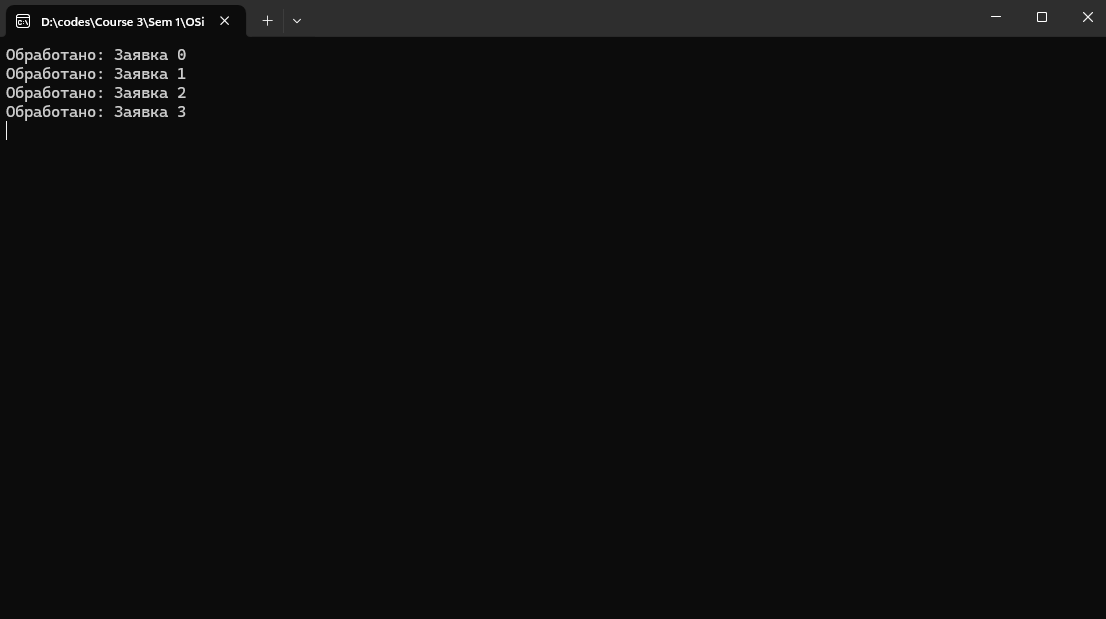 D:\codes\Course 3\Sem 1\OSi
Обработано: Заявка 0
Обработано: Заявка 1
Обработано: Заявка 2
Обработано: Заявка 3